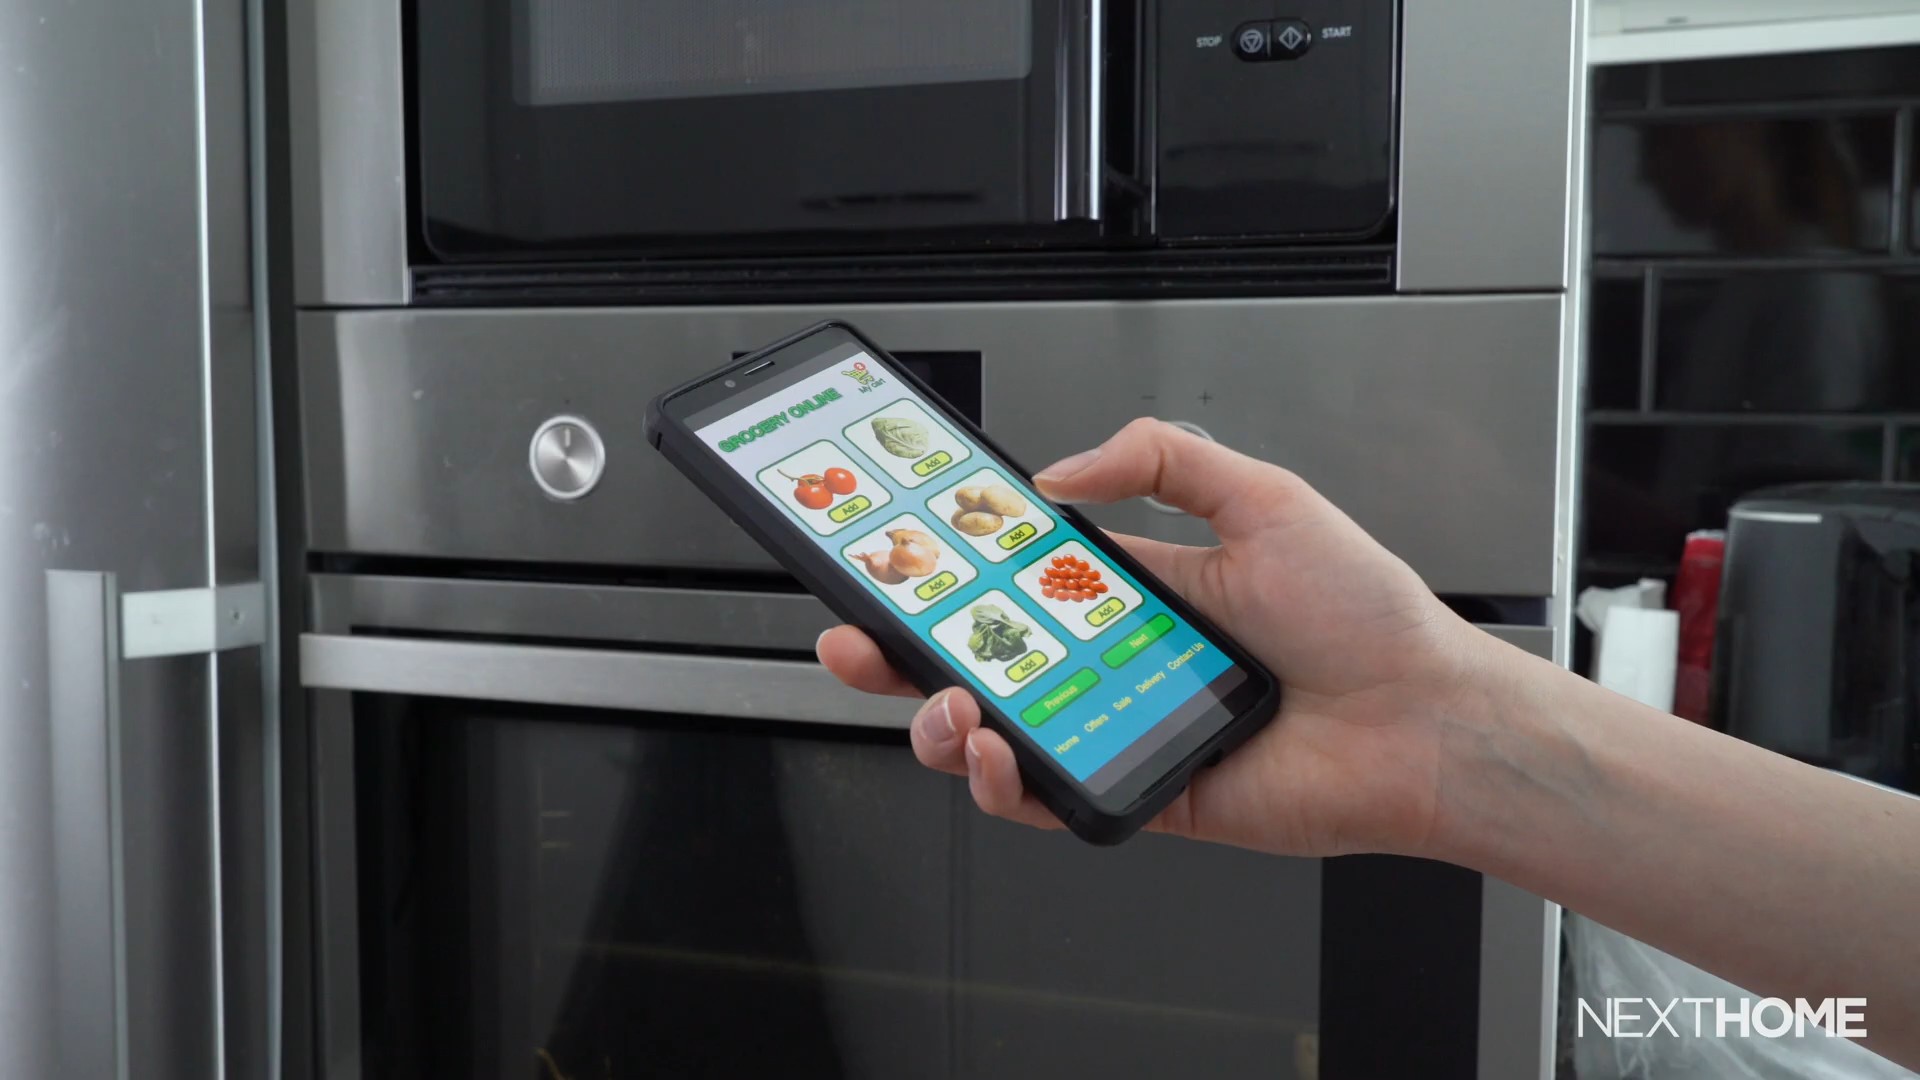 STOP START
My cart
GROCERY ONLINE
Add
Add
Add
Add
Add
Add
Previous Next
Home Offers Sale Delivery Contact Us
NEXTHOME